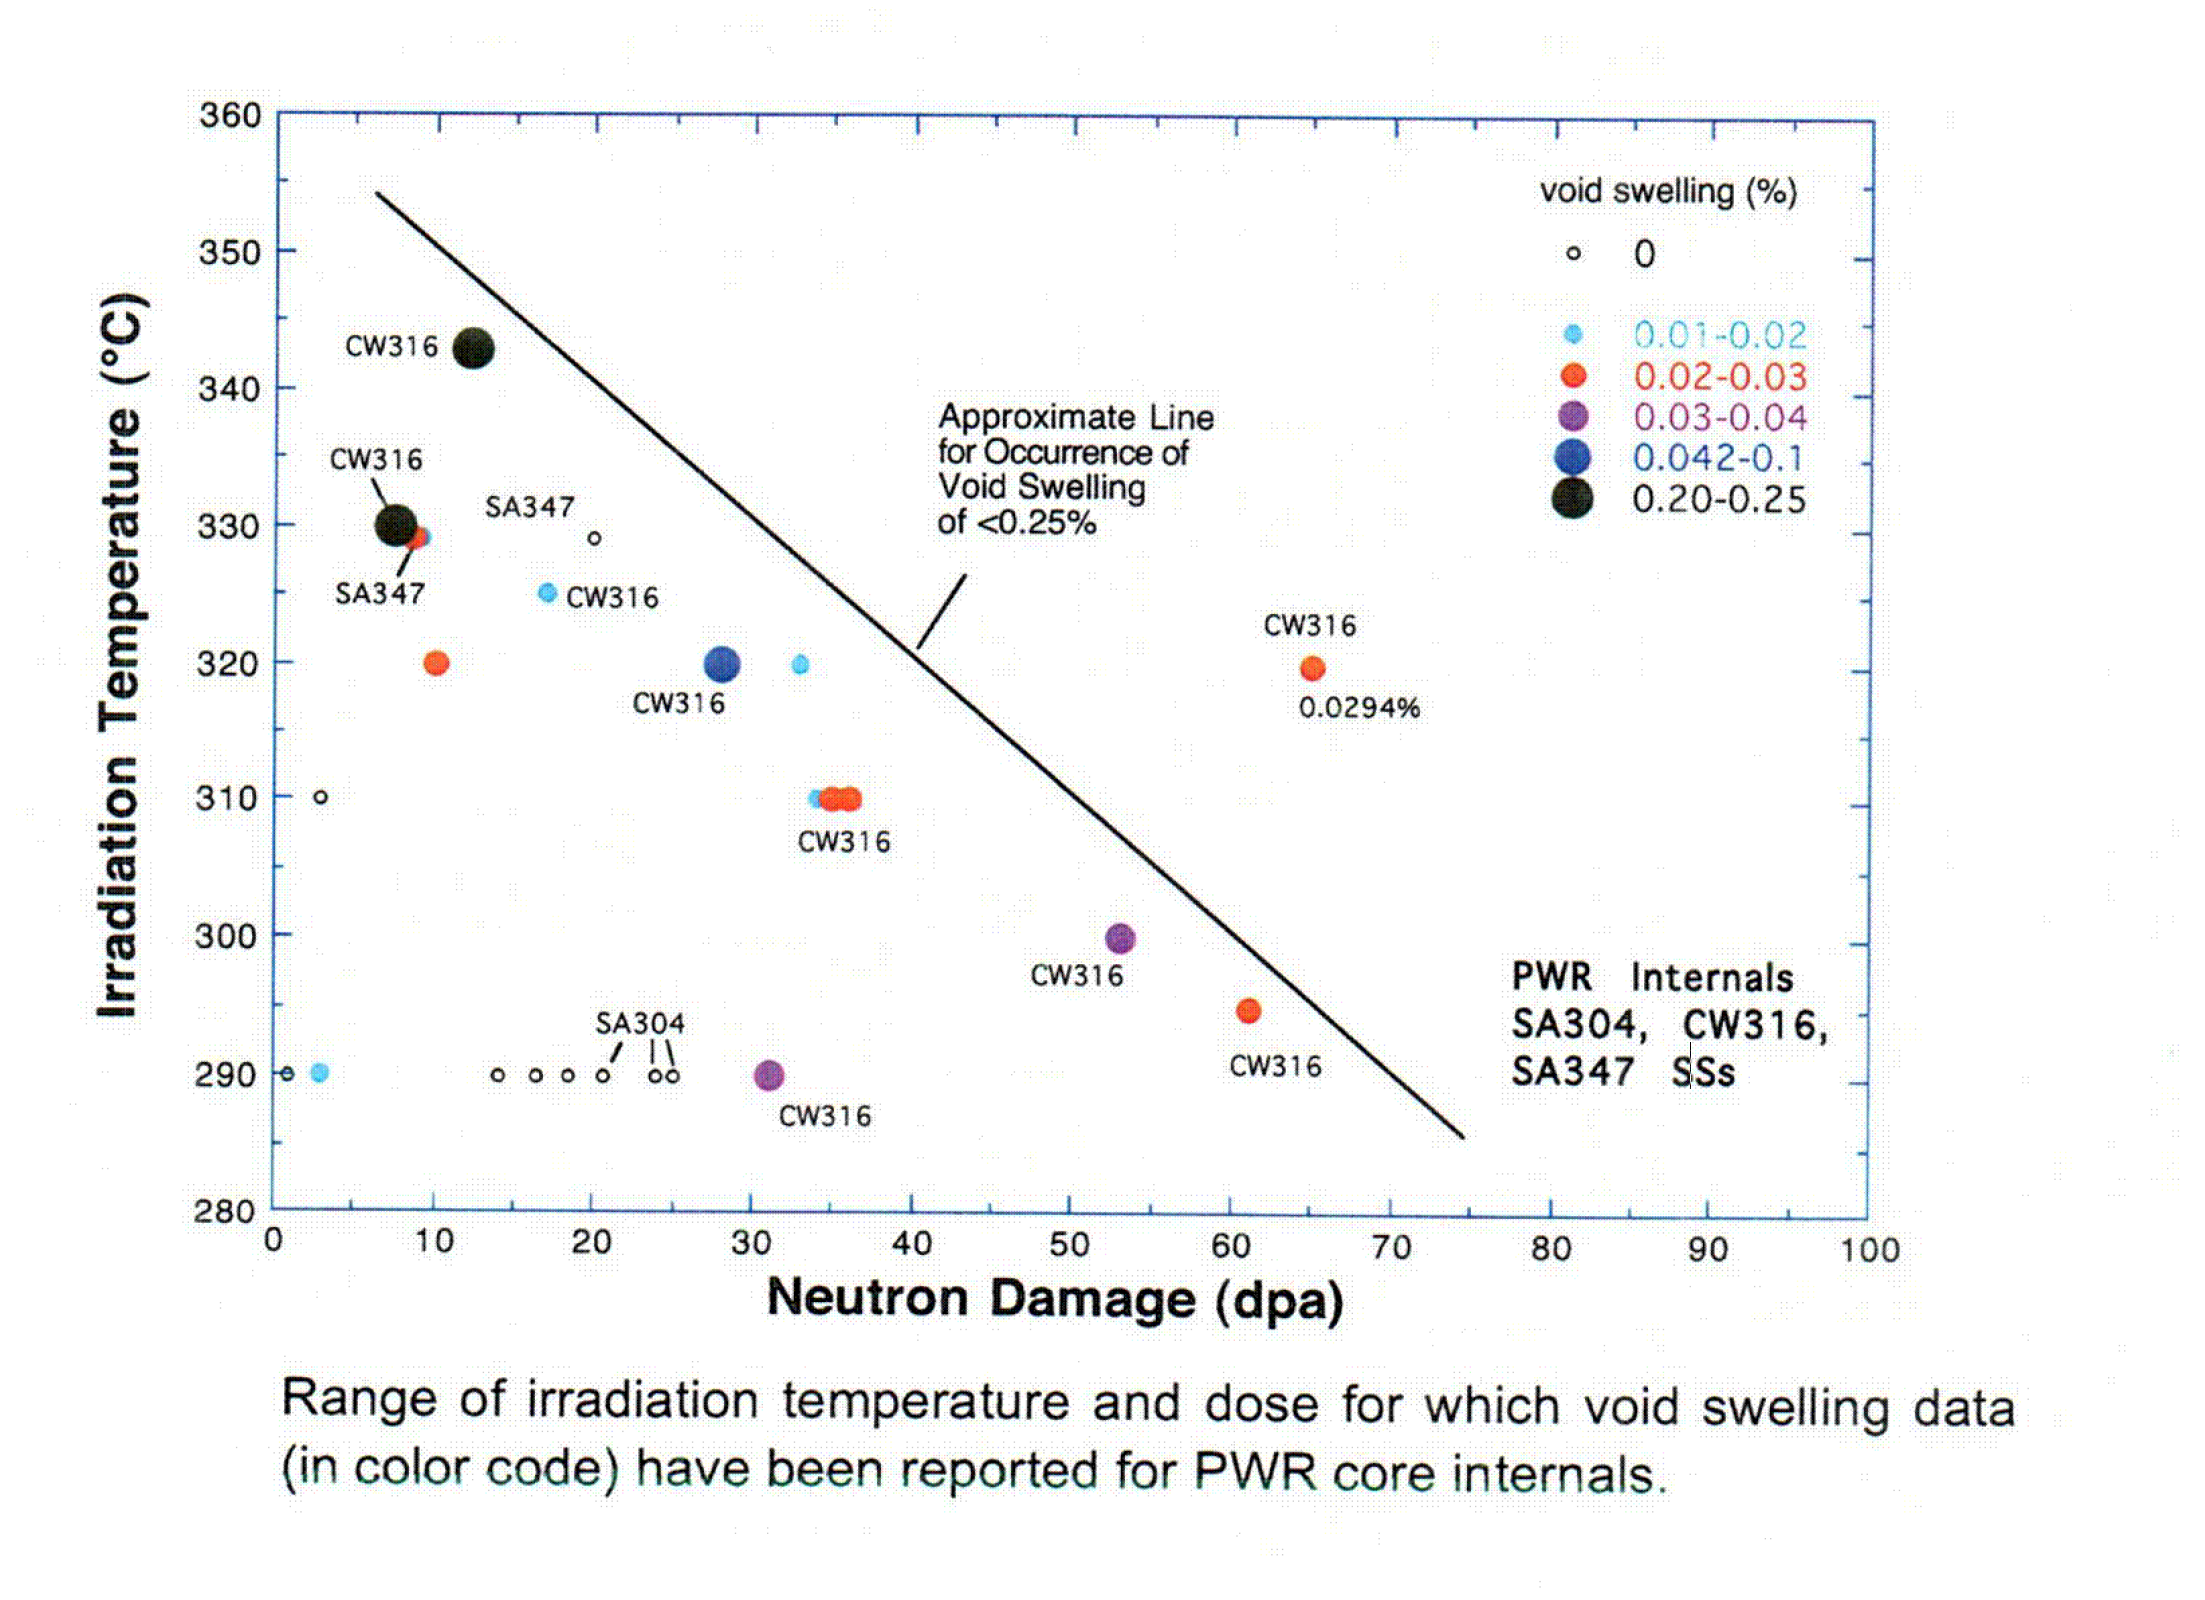 360
350
340
330
320
310
300
290
280
Irradiation Temperature (°C)
void swelling (%)
0
0.01-0.02
0.02-0.03
0.03-0.04
0.042-0.1
0.20-0.25
CW316
CW316
SA347
SA347
CW316
Approximate Line
for Occurrence of
Void Swelling
of <0.25%
CW316
CW316
0.0294%
CW316
CW316
CW316
SA304
CW316
PWR Internals
SA304, CW316,
SA347 SSs
0 10 20 30 40 50 60 70 80 90 100
Neutron Damage (dpa)
Range of irradiation temperature and dose for which void swelling data
(in color code) have been reported for PWR core internals.